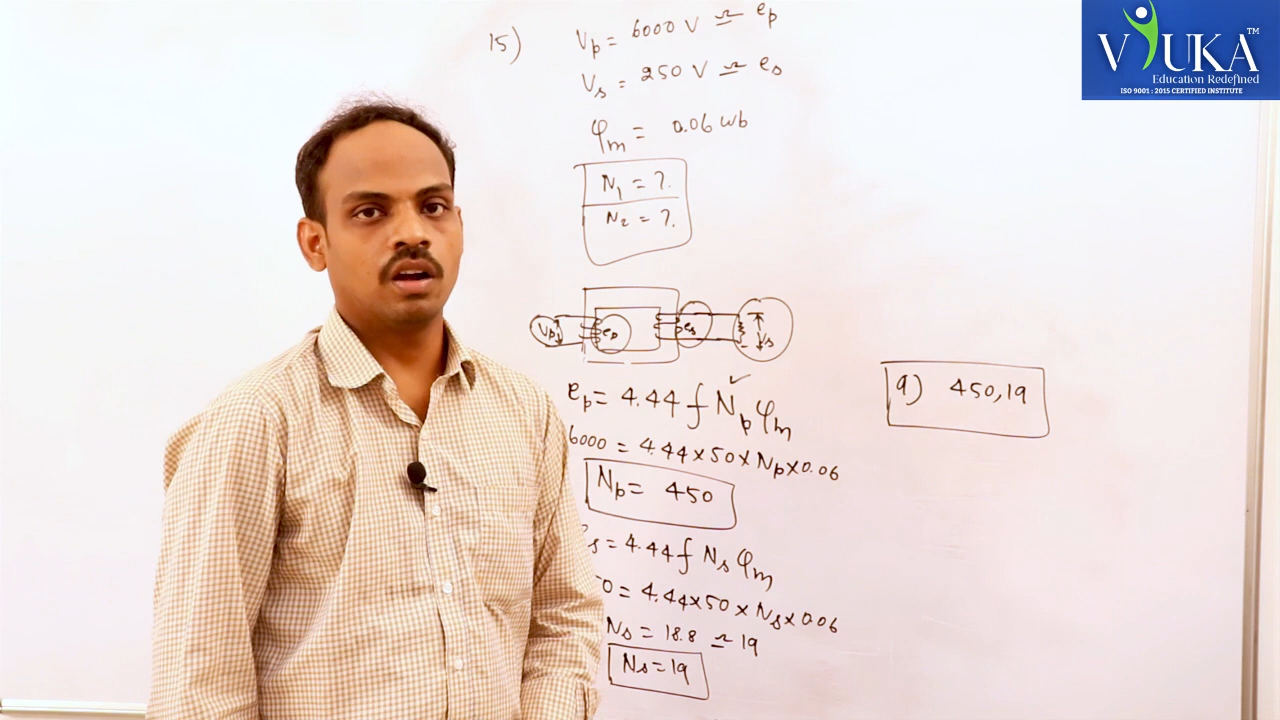 VYUKA™
Education Redefined
ISO 9001 : 2015 CERTIFIED INSTITUTE
15) Vp = 6000 V ≃ ep
Vs = 250 V ≃ es
φm = 0.06 wb
N1 = ?.
N2 = ?.
Vp ep es Vs
ep = 4.44 f Np φm
6000 = 4.44 × 50 × Np × 0.06
Np = 450
s = 4.44 f Ns φm
0 = 4.44 × 50 × Ns × 0.06
Ns = 18.8 ≃ 19
Ns = 19
a) 450, 19